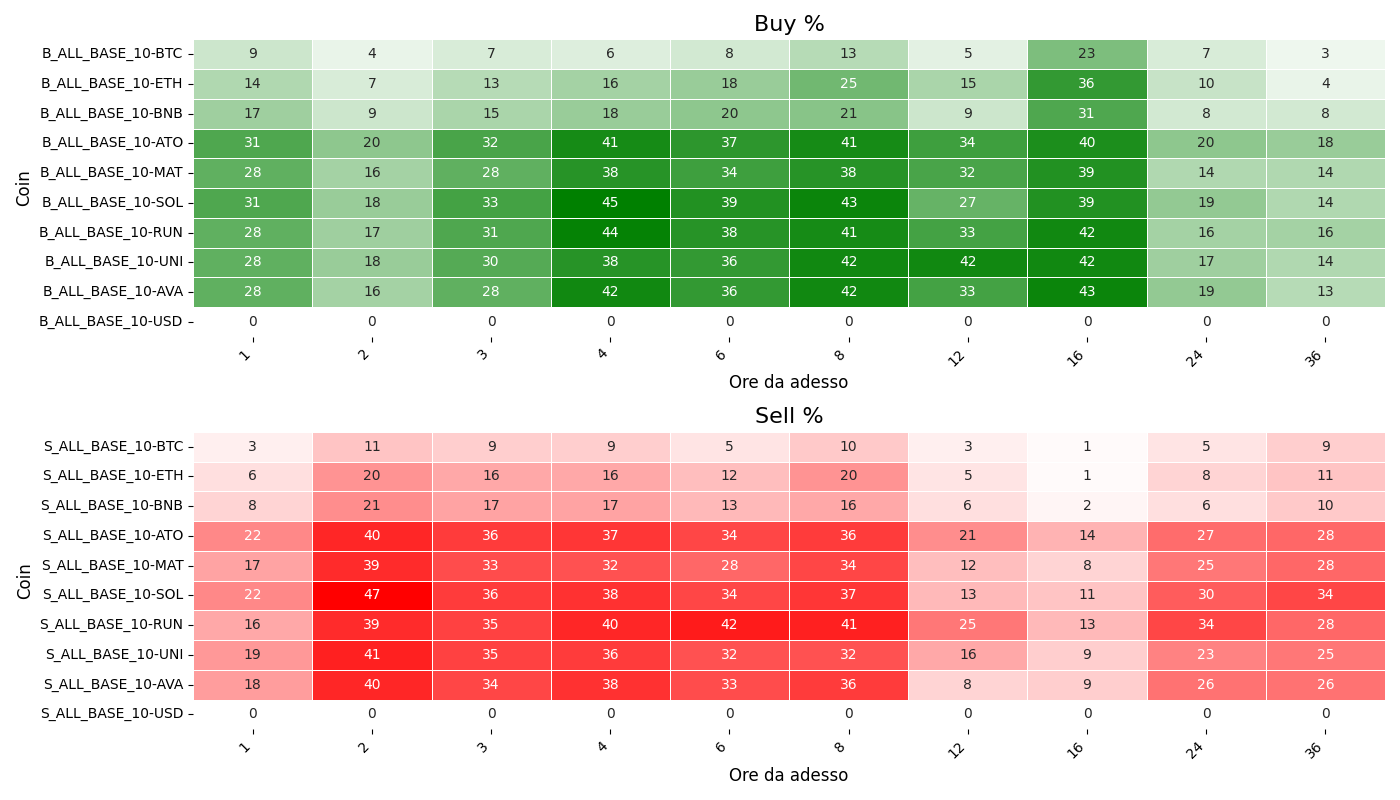 Buy %
Coin
B_ALL_BASE_10-BTC 9 4 7 6 8 13 5 23 7 3
B_ALL_BASE_10-ETH 14 7 13 16 18 25 15 36 10 4
B_ALL_BASE_10-BNB 17 9 15 18 20 21 9 31 8 8
B_ALL_BASE_10-ATO 31 20 32 41 37 41 34 40 20 18
B_ALL_BASE_10-MAT 28 16 28 38 34 38 32 39 14 14
B_ALL_BASE_10-SOL 31 18 33 45 39 43 27 39 19 14
B_ALL_BASE_10-RUN 28 17 31 44 38 41 33 42 16 16
B_ALL_BASE_10-UNI 28 18 30 38 36 42 42 42 17 14
B_ALL_BASE_10-AVA 28 16 28 42 36 42 33 43 19 13
B_ALL_BASE_10-USD 0 0 0 0 0 0 0 0 0 0
1 2 3 4 6 8 12 16 24 36
Ore da adesso
Sell %
Coin
S_ALL_BASE_10-BTC 3 11 9 9 5 10 3 1 5 9
S_ALL_BASE_10-ETH 6 20 16 16 12 20 5 1 8 11
S_ALL_BASE_10-BNB 8 21 17 17 13 16 6 2 6 10
S_ALL_BASE_10-ATO 22 40 36 37 34 36 21 14 27 28
S_ALL_BASE_10-MAT 17 39 33 32 28 34 12 8 25 28
S_ALL_BASE_10-SOL 22 47 36 38 34 37 13 11 30 34
S_ALL_BASE_10-RUN 16 39 35 40 42 41 25 13 34 28
S_ALL_BASE_10-UNI 19 41 35 36 32 32 16 9 23 25
S_ALL_BASE_10-AVA 18 40 34 38 33 36 8 9 26 26
S_ALL_BASE_10-USD 0 0 0 0 0 0 0 0 0 0
1 2 3 4 6 8 12 16 24 36
Ore da adesso